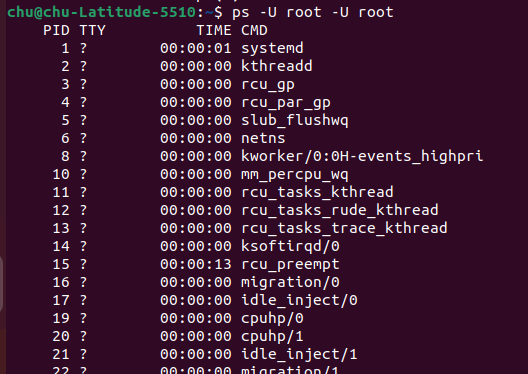 chu@chu-Latitude-5510:~$ ps -U root -U root
    PID TTY          TIME CMD
      1 ?        00:00:01 systemd
      2 ?        00:00:00 kthreadd
      3 ?        00:00:00 rcu_gp
      4 ?        00:00:00 rcu_par_gp
      5 ?        00:00:00 slub_flushwq
      6 ?        00:00:00 netns
      8 ?        00:00:00 kworker/0:0H-events_highpri
     10 ?        00:00:00 mm_percpu_wq
     11 ?        00:00:00 rcu_tasks_kthread
     12 ?        00:00:00 rcu_tasks_rude_kthread
     13 ?        00:00:00 rcu_tasks_trace_kthread
     14 ?        00:00:00 ksoftirqd/0
     15 ?        00:00:13 rcu_preempt
     16 ?        00:00:00 migration/0
     17 ?        00:00:00 idle_inject/0
     19 ?        00:00:00 cpuhp/0
     20 ?        00:00:00 cpuhp/1
     21 ?        00:00:00 idle_inject/1
     22 ?        00:00:00 migration/1